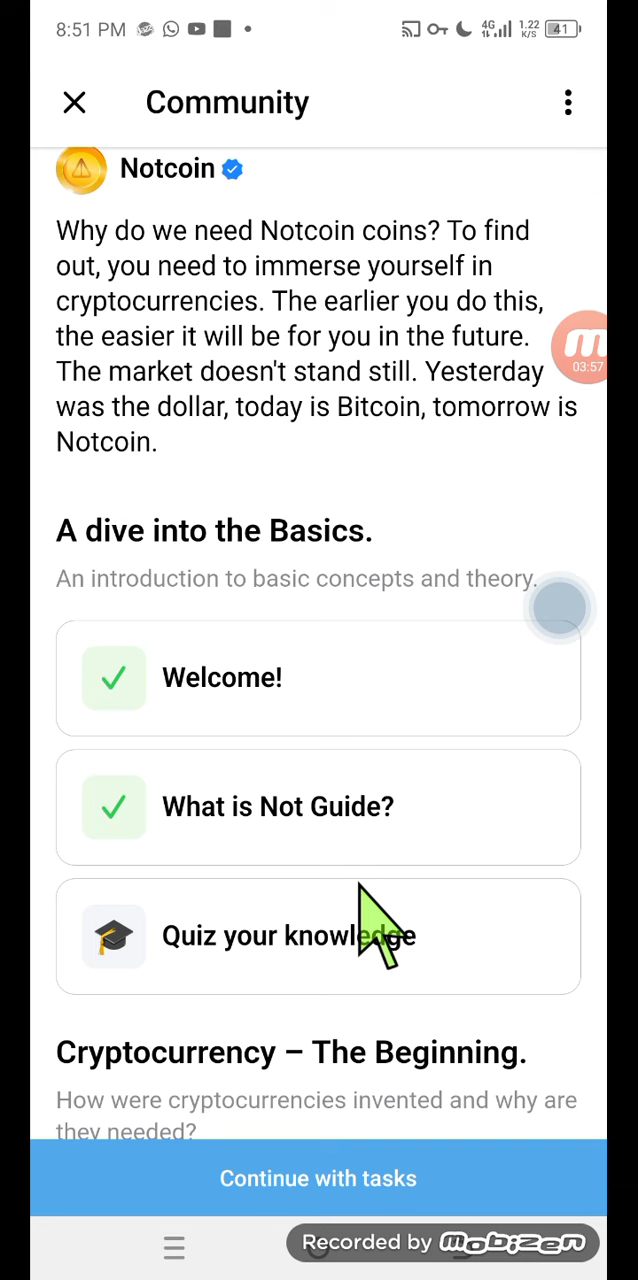 8:51 PM
4G 1.22 K/S 41
Community
Notcoin
Why do we need Notcoin coins? To find
out, you need to immerse yourself in
cryptocurrencies. The earlier you do this,
the easier it will be for you in the future.
The market doesn't stand still. Yesterday
was the dollar, today is Bitcoin, tomorrow is
Notcoin.
03:57
A dive into the Basics.
An introduction to basic concepts and theory.
Welcome!
What is Not Guide?
Quiz your knowledge
Cryptocurrency – The Beginning.
How were cryptocurrencies invented and why are
they needed?
Continue with tasks
Recorded by mobizen